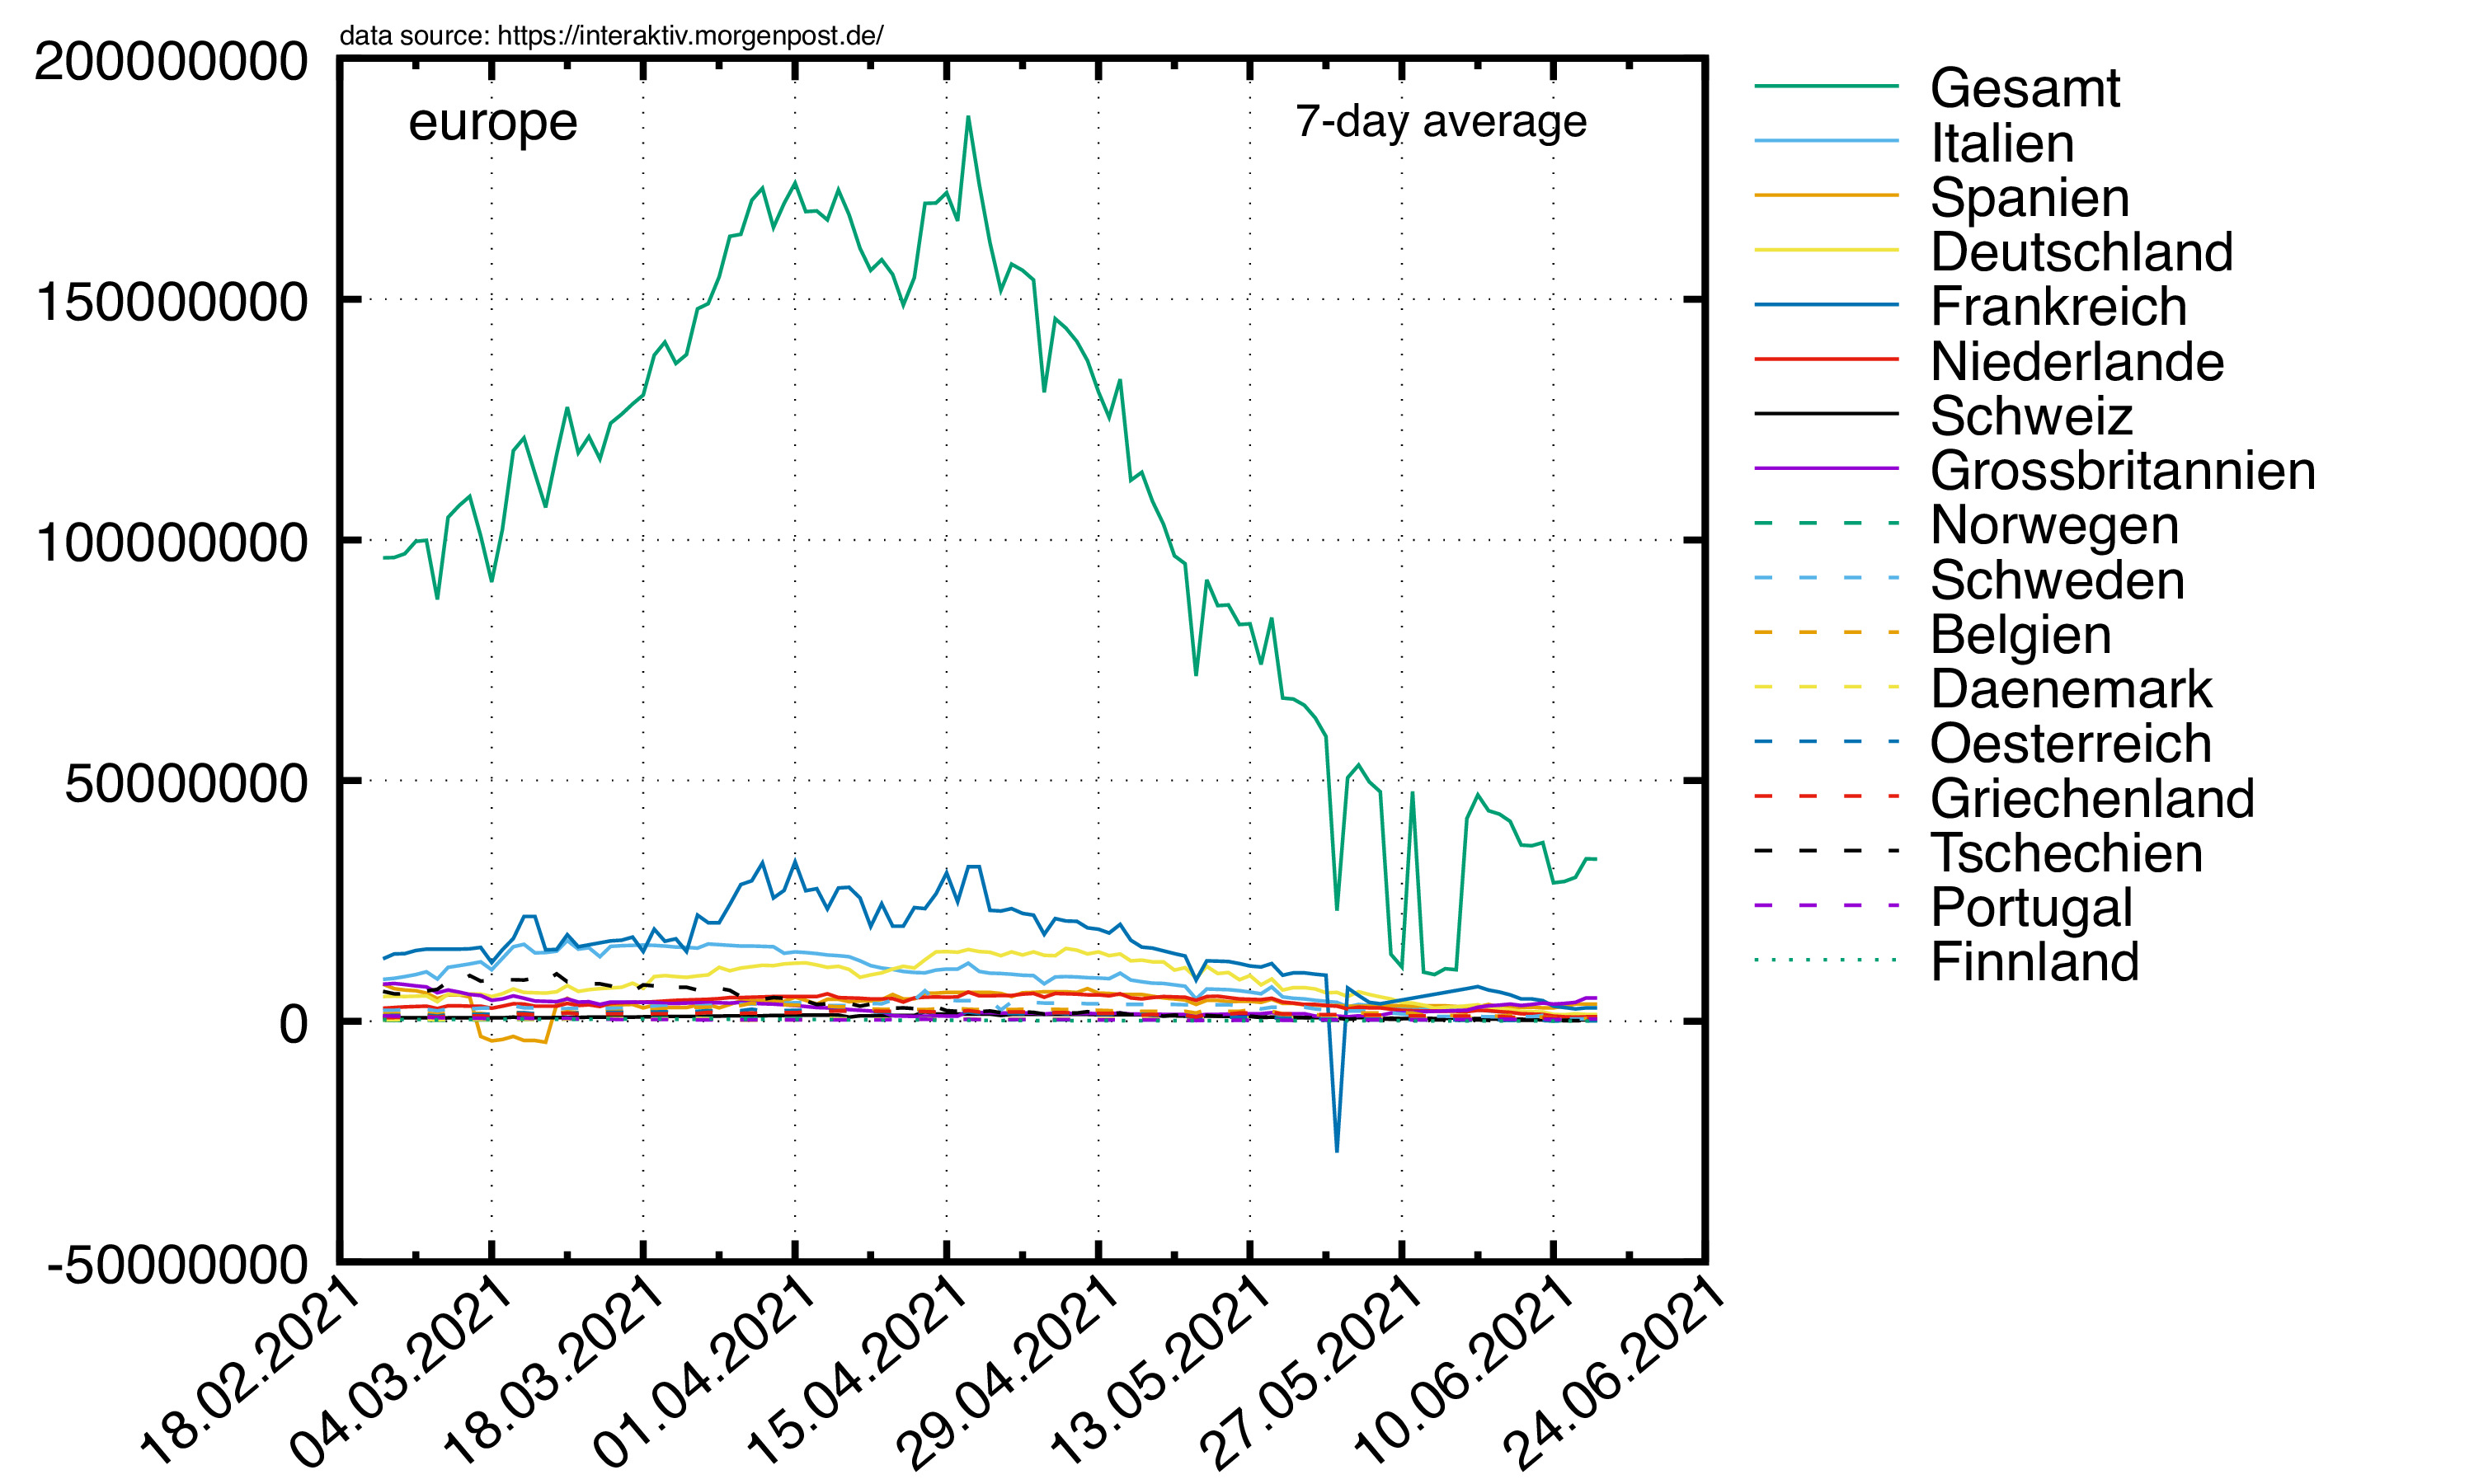 data source: https://interaktiv.morgenpost.de/
europe
7-day average
200000000
150000000
100000000
50000000
0
-50000000
18.02.2021
04.03.2021
18.03.2021
01.04.2021
15.04.2021
29.04.2021
13.05.2021
27.05.2021
10.06.2021
24.06.2021
Gesamt
Italien
Spanien
Deutschland
Frankreich
Niederlande
Schweiz
Grossbritannien
Norwegen
Schweden
Belgien
Daenemark
Oesterreich
Griechenland
Tschechien
Portugal
Finnland